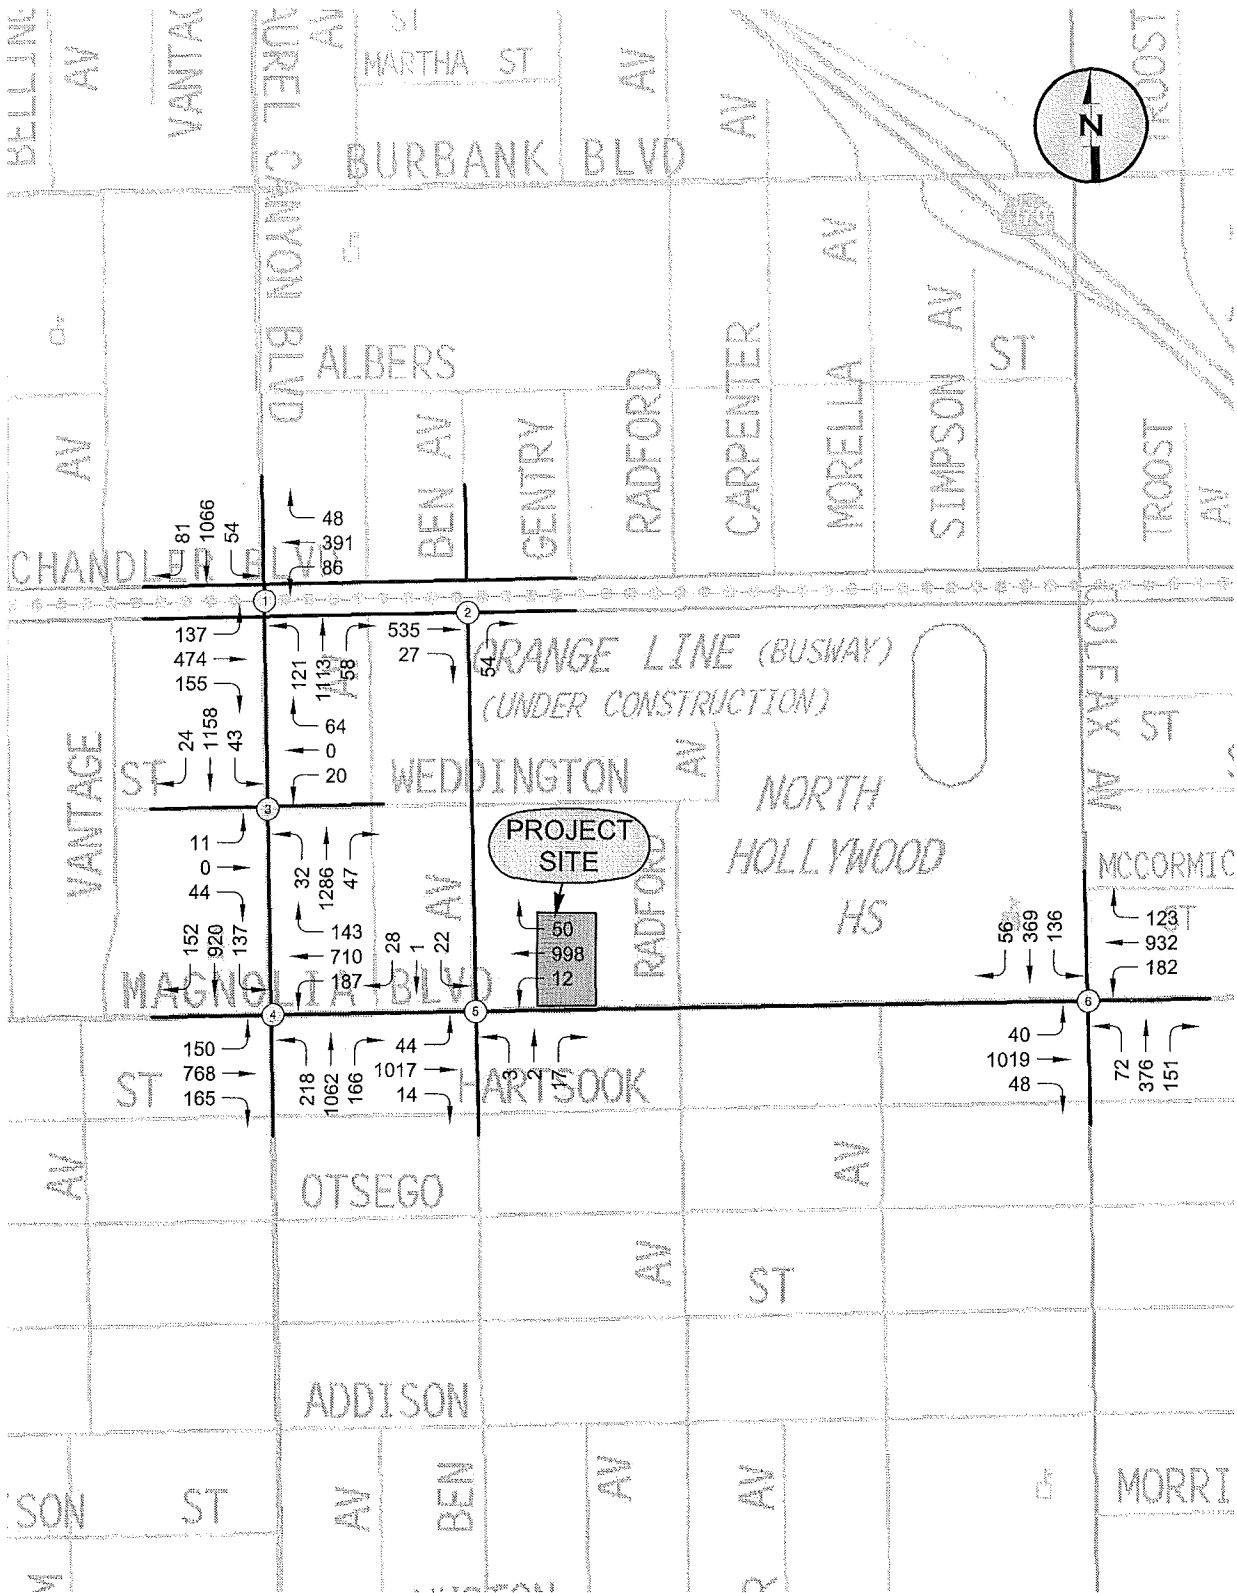 AV
VANTAG
AV
ST
MARTHA ST
AV
AV
TROOST
N
LAUREL CANYON BLVD
BURBANK BLVD
AV
AV
ALBERS
ST
AV
BEN AV
GENTRY
RADFORD
CARPENTER
MORELLA
SIMPSON
TROOST
AV
81
1066
54
48
391
86
CHANDLER BLVD
1
2
137
474
155
121
1113
58
535
27
54
ORANGE LINE (BUSWAY)
(UNDER CONSTRUCTION)
COLFAX AV
AV
24
1158
43
64
0
20
ST
VANTAGE
WEDDINGTON
AV
ST
NORTH
HOLLYWOOD
HS
3
11
0
44
32
1286
47
PROJECT
SITE
AV
RADFORD
MCCORMIC
ST
152
920
137
143
710
187
28
1
22
50
998
12
56
369
136
123
932
182
MAGNOLIA BLVD
4
5
6
150
768
165
218
1062
166
44
1017
14
3
2
17
40
1019
48
72
376
151
ST
HARTSOOK
AV
OTSEGO
AV
AV
ST
ADDISON
SON
ST
AV
BEN
AV
AV
MORRI